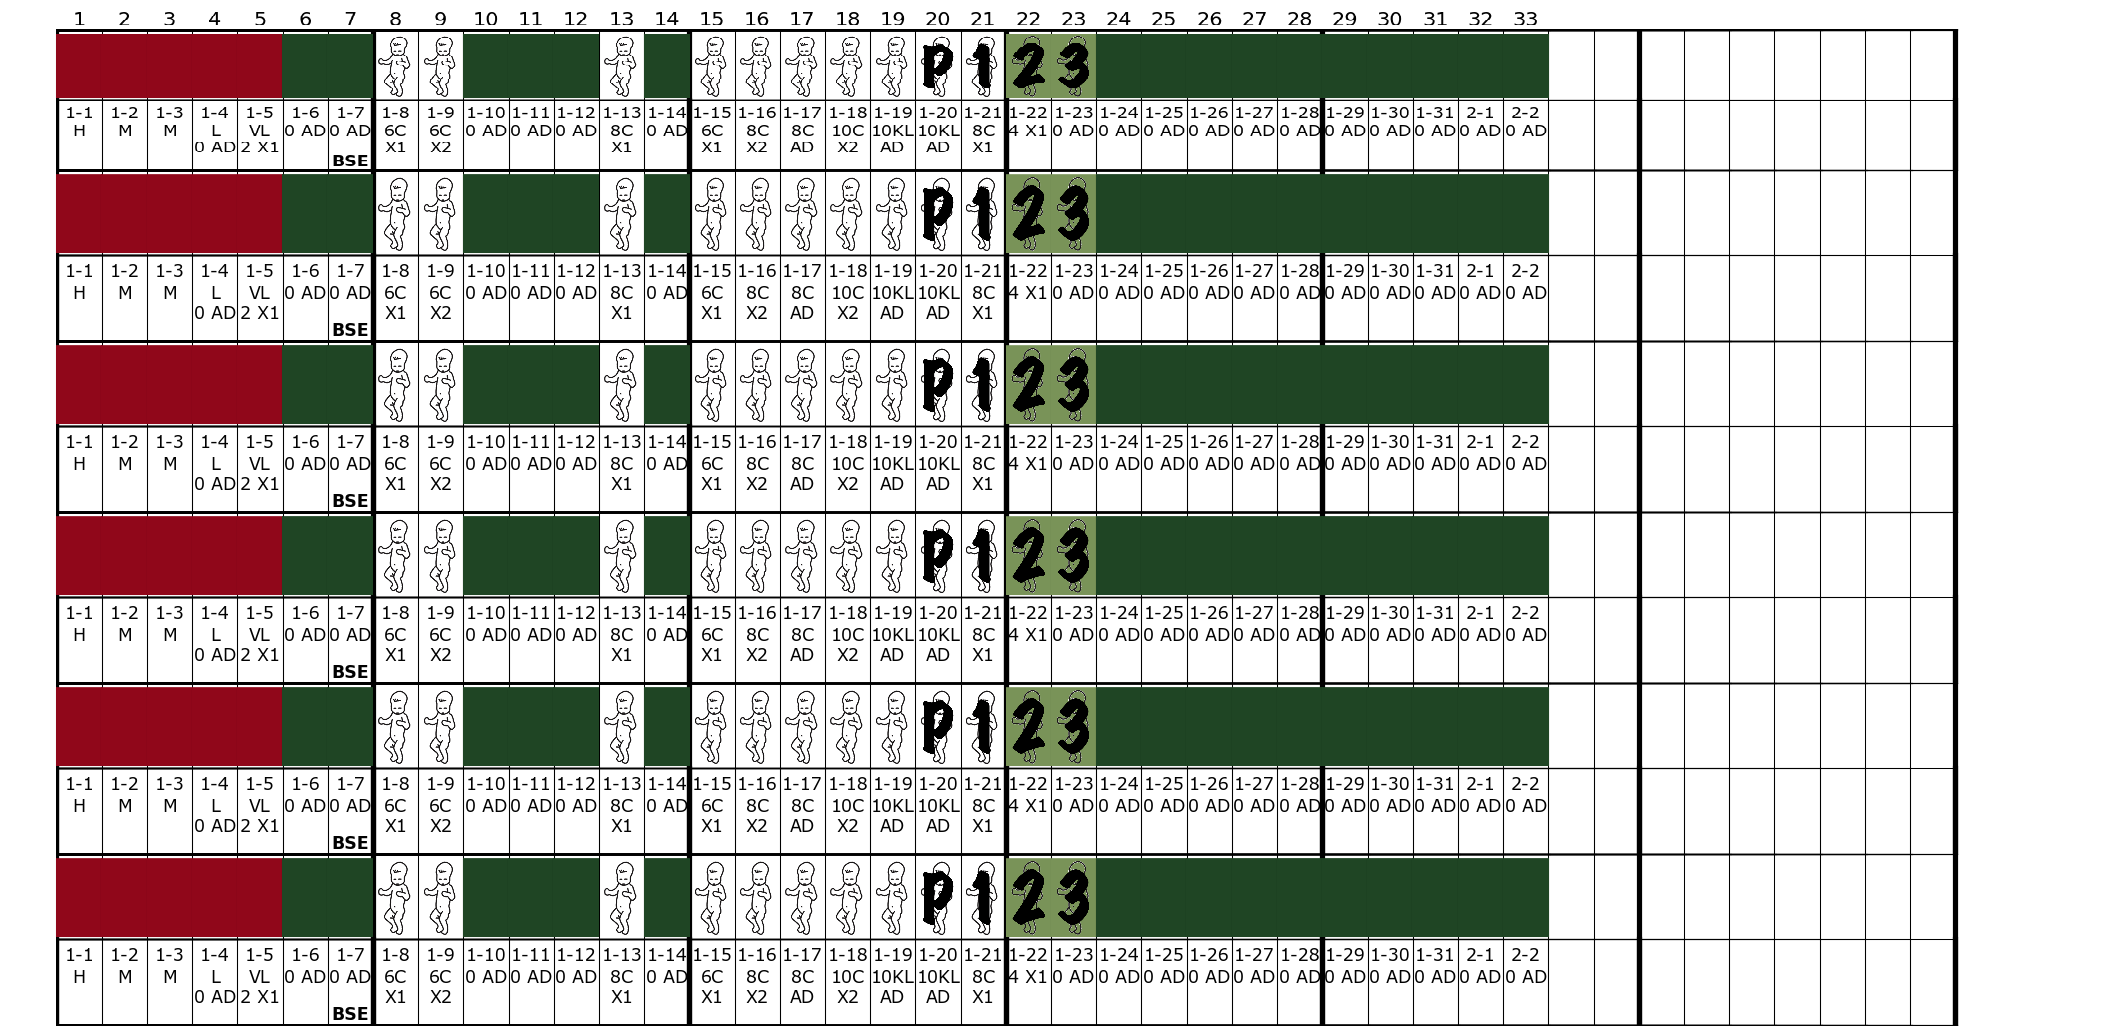 1 2 3 4 5 6 7 8 9 10 11 12 13 14 15 16 17 18 19 20 21 22 23 24 25 26 27 28 29 30 31 32 33
P 1 2 3
1-1 1-2 1-3 1-4 1-5 1-6 1-7 1-8 1-9 1-10 1-11 1-12 1-13 1-14 1-15 1-16 1-17 1-18 1-19 1-20 1-21 1-22 1-23 1-24 1-25 1-26 1-27 1-28 1-29 1-30 1-31 2-1 2-2
H M M L VL 0 AD 0 AD 6C 6C 0 AD 0 AD 0 AD 8C 0 AD 6C 8C 8C 10C 10KL 10KL 8C 4 X1 0 AD 0 AD 0 AD 0 AD 0 AD 0 AD 0 AD 0 AD 0 AD 0 AD 0 AD
0 AD 2 X1 X1 X2 X1 X1 X2 AD X2 AD AD X1
BSE
P 1 2 3
1-1 1-2 1-3 1-4 1-5 1-6 1-7 1-8 1-9 1-10 1-11 1-12 1-13 1-14 1-15 1-16 1-17 1-18 1-19 1-20 1-21 1-22 1-23 1-24 1-25 1-26 1-27 1-28 1-29 1-30 1-31 2-1 2-2
H M M L VL 0 AD 0 AD 6C 6C 0 AD 0 AD 0 AD 8C 0 AD 6C 8C 8C 10C 10KL 10KL 8C 4 X1 0 AD 0 AD 0 AD 0 AD 0 AD 0 AD 0 AD 0 AD 0 AD 0 AD 0 AD
0 AD 2 X1 X1 X2 X1 X1 X2 AD X2 AD AD X1
BSE
P 1 2 3
1-1 1-2 1-3 1-4 1-5 1-6 1-7 1-8 1-9 1-10 1-11 1-12 1-13 1-14 1-15 1-16 1-17 1-18 1-19 1-20 1-21 1-22 1-23 1-24 1-25 1-26 1-27 1-28 1-29 1-30 1-31 2-1 2-2
H M M L VL 0 AD 0 AD 6C 6C 0 AD 0 AD 0 AD 8C 0 AD 6C 8C 8C 10C 10KL 10KL 8C 4 X1 0 AD 0 AD 0 AD 0 AD 0 AD 0 AD 0 AD 0 AD 0 AD 0 AD 0 AD
0 AD 2 X1 X1 X2 X1 X1 X2 AD X2 AD AD X1
BSE
P 1 2 3
1-1 1-2 1-3 1-4 1-5 1-6 1-7 1-8 1-9 1-10 1-11 1-12 1-13 1-14 1-15 1-16 1-17 1-18 1-19 1-20 1-21 1-22 1-23 1-24 1-25 1-26 1-27 1-28 1-29 1-30 1-31 2-1 2-2
H M M L VL 0 AD 0 AD 6C 6C 0 AD 0 AD 0 AD 8C 0 AD 6C 8C 8C 10C 10KL 10KL 8C 4 X1 0 AD 0 AD 0 AD 0 AD 0 AD 0 AD 0 AD 0 AD 0 AD 0 AD 0 AD
0 AD 2 X1 X1 X2 X1 X1 X2 AD X2 AD AD X1
BSE
P 1 2 3
1-1 1-2 1-3 1-4 1-5 1-6 1-7 1-8 1-9 1-10 1-11 1-12 1-13 1-14 1-15 1-16 1-17 1-18 1-19 1-20 1-21 1-22 1-23 1-24 1-25 1-26 1-27 1-28 1-29 1-30 1-31 2-1 2-2
H M M L VL 0 AD 0 AD 6C 6C 0 AD 0 AD 0 AD 8C 0 AD 6C 8C 8C 10C 10KL 10KL 8C 4 X1 0 AD 0 AD 0 AD 0 AD 0 AD 0 AD 0 AD 0 AD 0 AD 0 AD 0 AD
0 AD 2 X1 X1 X2 X1 X1 X2 AD X2 AD AD X1
BSE
P 1 2 3
1-1 1-2 1-3 1-4 1-5 1-6 1-7 1-8 1-9 1-10 1-11 1-12 1-13 1-14 1-15 1-16 1-17 1-18 1-19 1-20 1-21 1-22 1-23 1-24 1-25 1-26 1-27 1-28 1-29 1-30 1-31 2-1 2-2
H M M L VL 0 AD 0 AD 6C 6C 0 AD 0 AD 0 AD 8C 0 AD 6C 8C 8C 10C 10KL 10KL 8C 4 X1 0 AD 0 AD 0 AD 0 AD 0 AD 0 AD 0 AD 0 AD 0 AD 0 AD 0 AD
0 AD 2 X1 X1 X2 X1 X1 X2 AD X2 AD AD X1
BSE